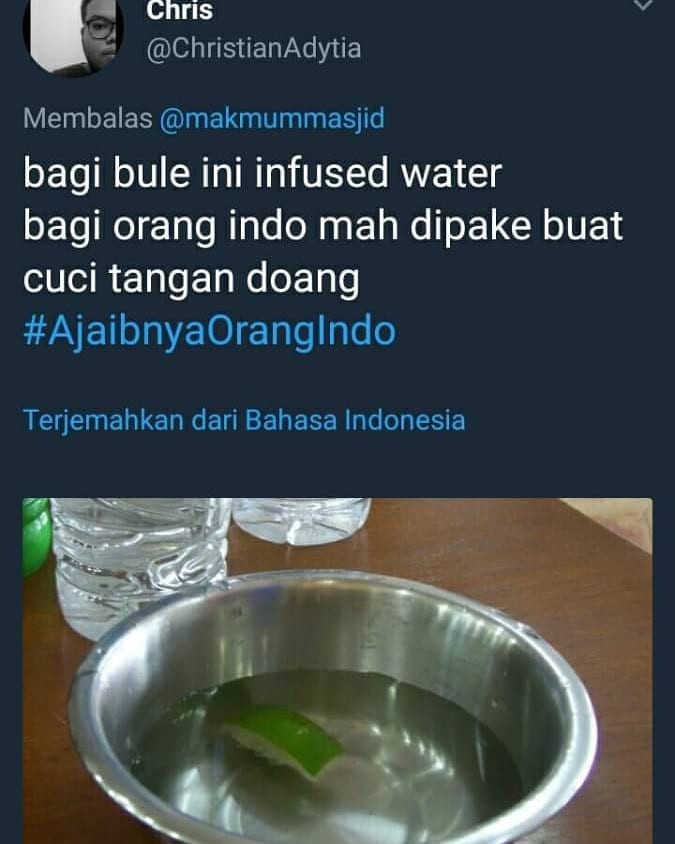 Chris
@ChristianAdytia
Membalas @makmummasjid
bagi bule ini infused water
bagi orang indo mah dipake buat
cuci tangan doang
#AjaibnyaOrangIndo
Terjemahkan dari Bahasa Indonesia